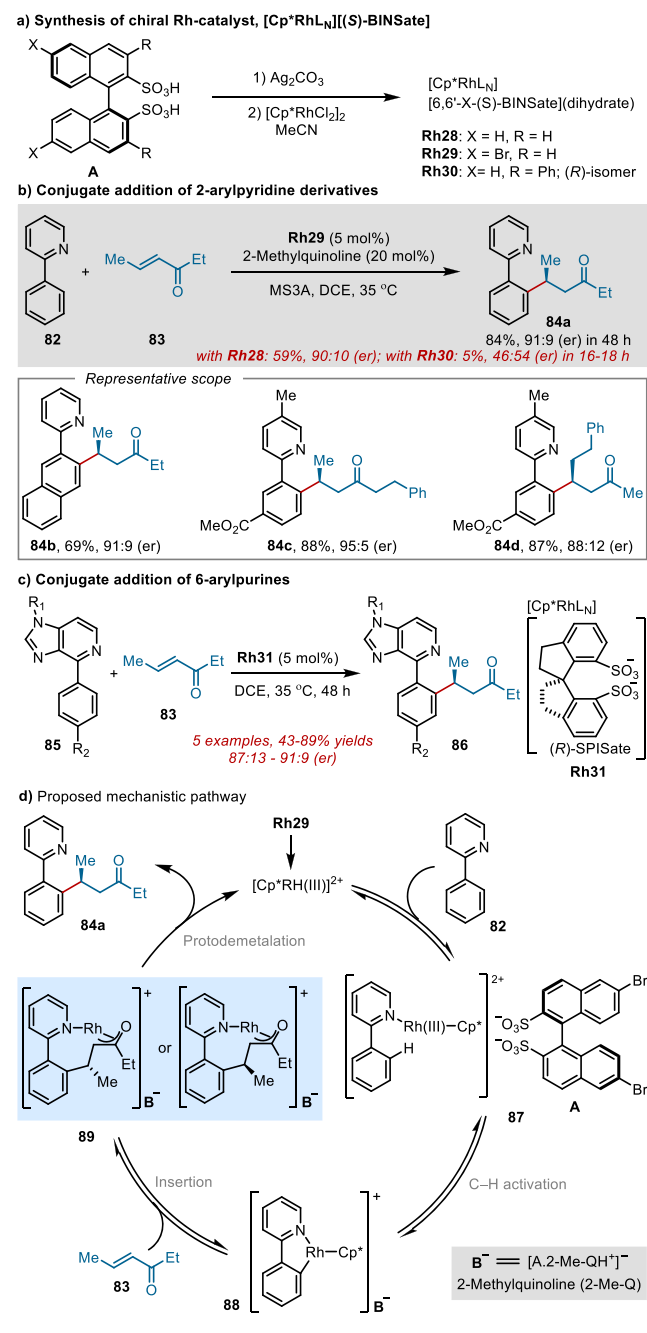 a) Synthesis of chiral Rh-catalyst, [Cp*RhL_N][(S)-BINSate]
X
R
SO₃H
SO₃H
X
R
A
1) Ag₂CO₃
2) [Cp*RhCl₂]₂
MeCN
[Cp*RhL_N]
[6,6'-X-(S)-BINSate](dihydrate)
Rh28: X = H, R = H
Rh29: X = Br, R = H
Rh30: X= H, R = Ph; (R)-isomer
b) Conjugate addition of 2-arylpyridine derivatives
N
82
+
Me
Et
O
83
Rh29 (5 mol%)
2-Methylquinoline (20 mol%)
MS3A, DCE, 35 ºC
N
Me
O
Et
84a
84%, 91:9 (er) in 48 h
with Rh28: 59%, 90:10 (er); with Rh30: 5%, 46:54 (er) in 16-18 h
Representative scope
N
Me
O
Et
84b, 69%, 91:9 (er)
Me
N
Me
O
Ph
MeO₂C
84c, 88%, 95:5 (er)
Me
N
Ph
O
Me
MeO₂C
84d, 87%, 88:12 (er)
c) Conjugate addition of 6-arylpurines
R₁
N
N
N
R₂
85
+
Me
Et
O
83
Rh31 (5 mol%)
DCE, 35 ºC, 48 h
5 examples, 43-89% yields
87:13 - 91:9 (er)
R₁
N
N
N
Me
O
Et
R₂
86
[Cp*RhL_N]
SO₃⁻
SO₃⁻
(R)-SPISate
Rh31
d) Proposed mechanistic pathway
N
Me
O
Et
84a
Rh29
[Cp*RH(III)]²⁺
N
82
Protodemetalation
N
Rh
O
Et
Me
+
B⁻
or
N
Rh
O
Et
Me
+
B⁻
89
N
Rh(III)
Cp*
H
2+
87
⁻O₃S
⁻O₃S
Br
Br
A
Insertion
C–H activation
Me
Et
O
83
N
Rh
Cp*
+
B⁻
88
B⁻ = [A.2-Me-QH⁺]⁻
2-Methylquinoline (2-Me-Q)